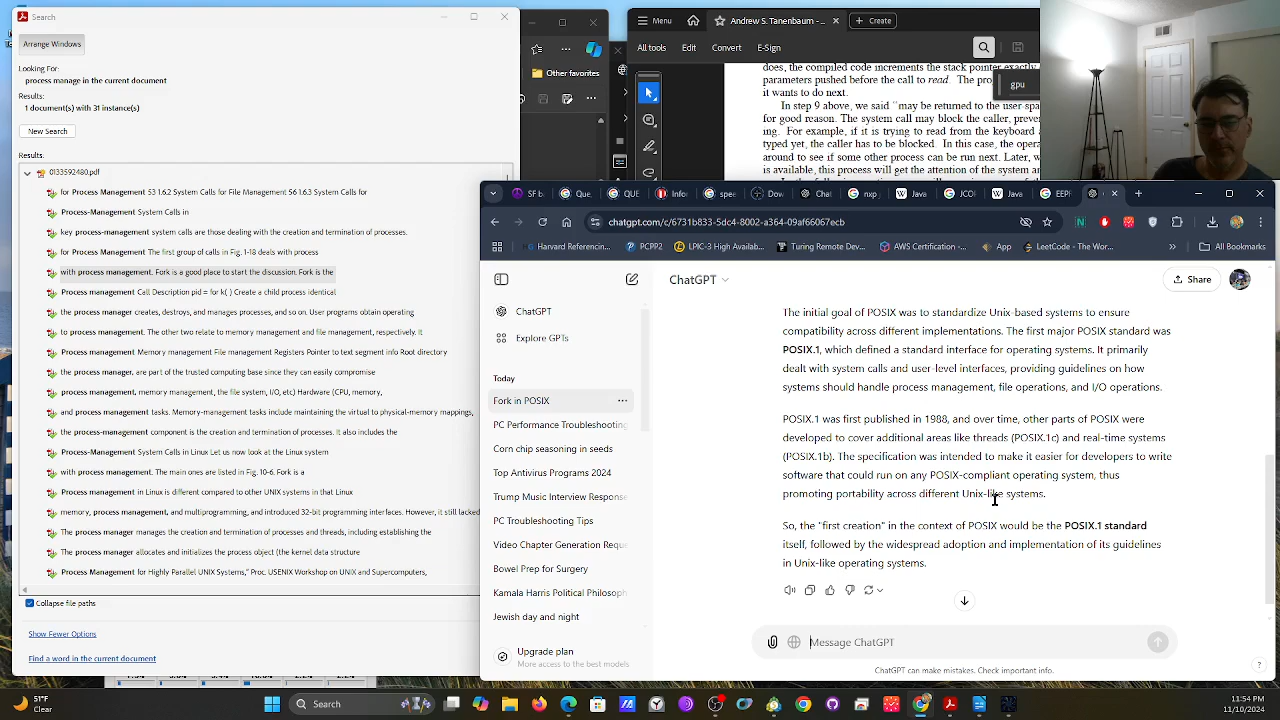 Search
Arrange Windows
Looking For:
process manage in the current document
Results:
1 document(s) with 31 instance(s)
New Search
Results:
0133592480.pdf
for Process Management 53 1.6.2 System Calls for File Management 56 1.6.3 System Calls for
Process-Management System Calls in
key process-management system calls are those dealing with the creation and termination of processes.
for Process Management The first group of calls in Fig. 1-18 deals with process
with process management. Fork is a good place to start the discussion. Fork is the
Process management Call Description pid = for k( ) Create a child process identical
the process manager creates, destroys, and manages processes, and so on. User programs obtain operating
to process management. The other two relate to memory management and file management, respectively. It
Process management Memory management File management Registers Pointer to text segment info Root directory
the process manager, are part of the trusted computing base since they can easily compromise
process management, memory management, the file system, I/O, etc) Hardware (CPU, memory,
and process management tasks. Memory-management tasks include maintaining the virtual to physical-memory mappings,
the process-management component is the creation and termination of processes. It also includes the
Process-Management System Calls in Linux Let us now look at the Linux system
with process management. The main ones are listed in Fig. 10-6. Fork is a
Process management in Linux is different compared to other UNIX systems in that Linux
memory, process management, and multiprogramming, and introduced 32-bit programming interfaces. However, it still lacked
The process manager manages the creation and termination of processes and threads, including establishing the
The process manager allocates and initializes the process object (the kernel data structure
Process Management for Highly Parallel UNIX Systems," Proc. USENIX Workshop on UNIX and Supercomputers,
Collapse file paths
Show Fewer Options
Find a word in the current document
Other favorites
Menu
Andrew S. Tanenbaum -
Create
All tools
Edit
Convert
E-Sign
does, the compiled code increments the stack pointer exactly
parameters pushed before the call to read. The pro
it wants to do next.
In step 9 above, we said "may be returned to the user-sp
for good reason. The system call may block the caller, preve
ing. For example, if it is trying to read from the keyboard a
typed yet, the caller has to be blocked. In this case, the opera
around to see if some other process can be run next. Later, w
is available, this process will get the attention of the system a
gpu
SF b
Que.
QUE
Infor
spee
Dow
Chat
nxp
Java
JCO
Java
EEPF
chatgpt.com/c/6731b833-5dc4-8002-a364-09af66067ecb
Harvard Referencin...
PCPP2
LPIC-3 High Availab...
Turing Remote Dev...
AWS Certification -...
App
LeetCode - The Wor...
All Bookmarks
ChatGPT
Explore GPTs
Today
Fork in POSIX
PC Performance Troubleshooting
Corn chip seasoning in seeds
Top Antivirus Programs 2024
Trump Music Interview Response
PC Troubleshooting Tips
Video Chapter Generation Reque
Bowel Prep for Surgery
Kamala Harris Political Philosoph
Jewish day and night
Upgrade plan
More access to the best models
ChatGPT
Share
The initial goal of POSIX was to standardize Unix-based systems to ensure
compatibility across different implementations. The first major POSIX standard was
POSIX.1, which defined a standard interface for operating systems. It primarily
dealt with system calls and user-level interfaces, providing guidelines on how
systems should handle process management, file operations, and I/O operations.
POSIX.1 was first published in 1988, and over time, other parts of POSIX were
developed to cover additional areas like threads (POSIX.1c) and real-time systems
(POSIX.1b). The specification was intended to make it easier for developers to write
software that could run on any POSIX-compliant operating system, thus
promoting portability across different Unix-like systems.
So, the "first creation" in the context of POSIX would be the POSIX.1 standard
itself, followed by the widespread adoption and implementation of its guidelines
in Unix-like operating systems.
Message ChatGPT
ChatGPT can make mistakes. Check important info.
?
51°F
Clear
Search
11:54 PM
11/10/2024